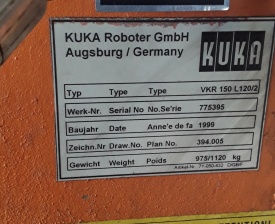 KUKA Roboter GmbH
Augsburg / Germany
KUKA
Typ Type Type VKR 150 L120/2
Werk-Nr. Serial No No.Se'rie 775395
Baujahr Date Anne'e de fa 1999
Zeichn.Nr Draw.No. Plan No. 394.005
Gewicht Weight Poids 975/1120 kg